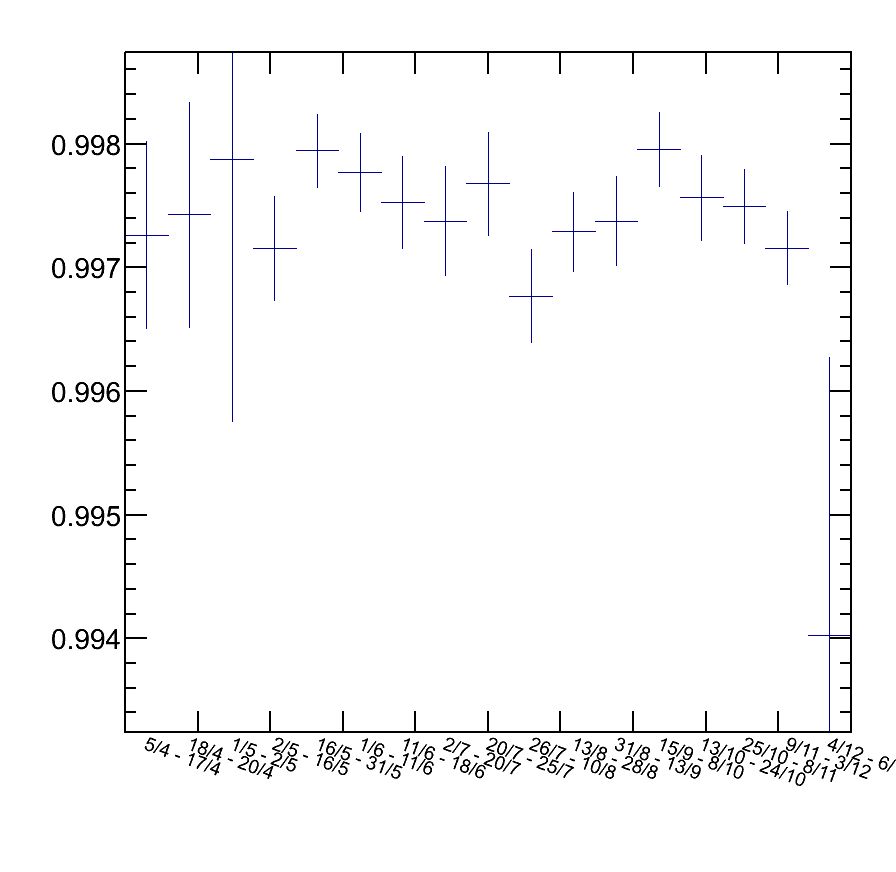 0.998
0.997
0.996
0.995
0.994
5/4 - 17/4
18/4 - 20/4
1/5 - 2/5
2/5 - 16/5
16/5 - 31/5
1/6 - 11/6
11/6 - 18/6
2/7 - 20/7
20/7 - 25/7
26/7 - 10/8
13/8 - 28/8
31/8 - 13/9
15/9 - 8/10
13/10 - 24/10
25/10 - 8/11
9/11 - 3/12
4/12 - 6/